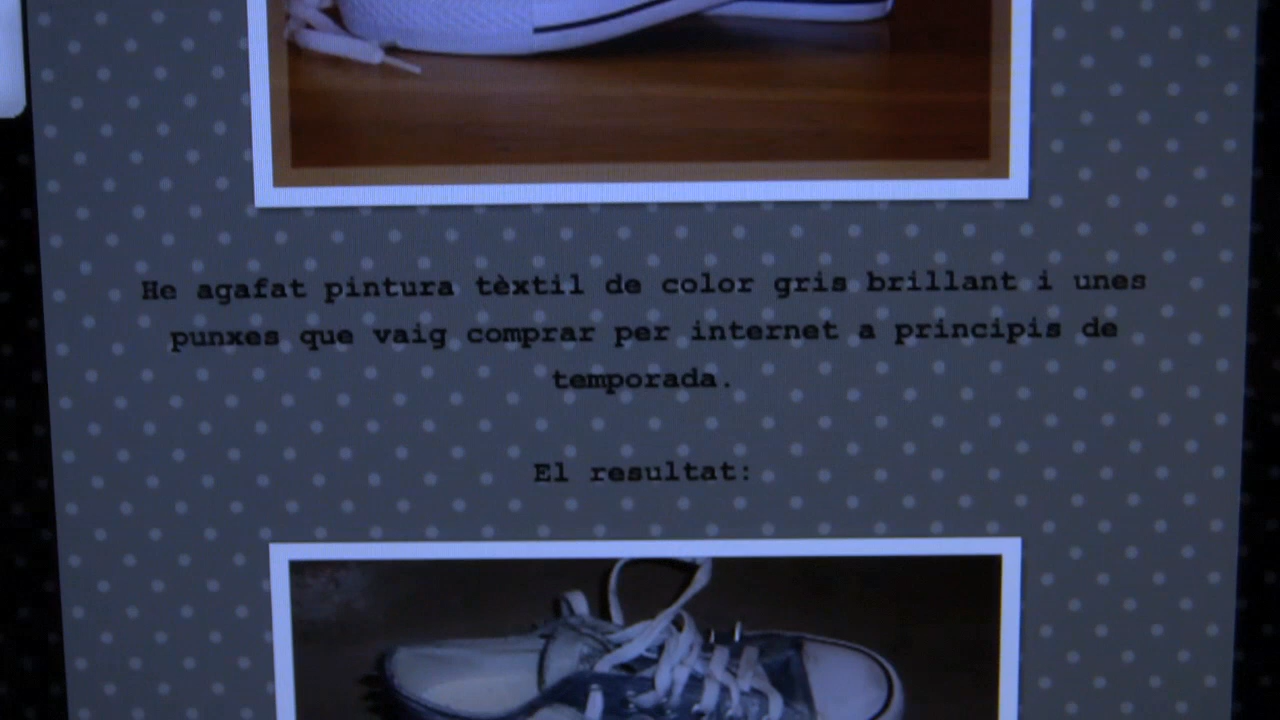 He agafat pintura tèxtil de color gris brillant i unes
punxes que vaig comprar per internet a principis de
temporada.
El resultat: